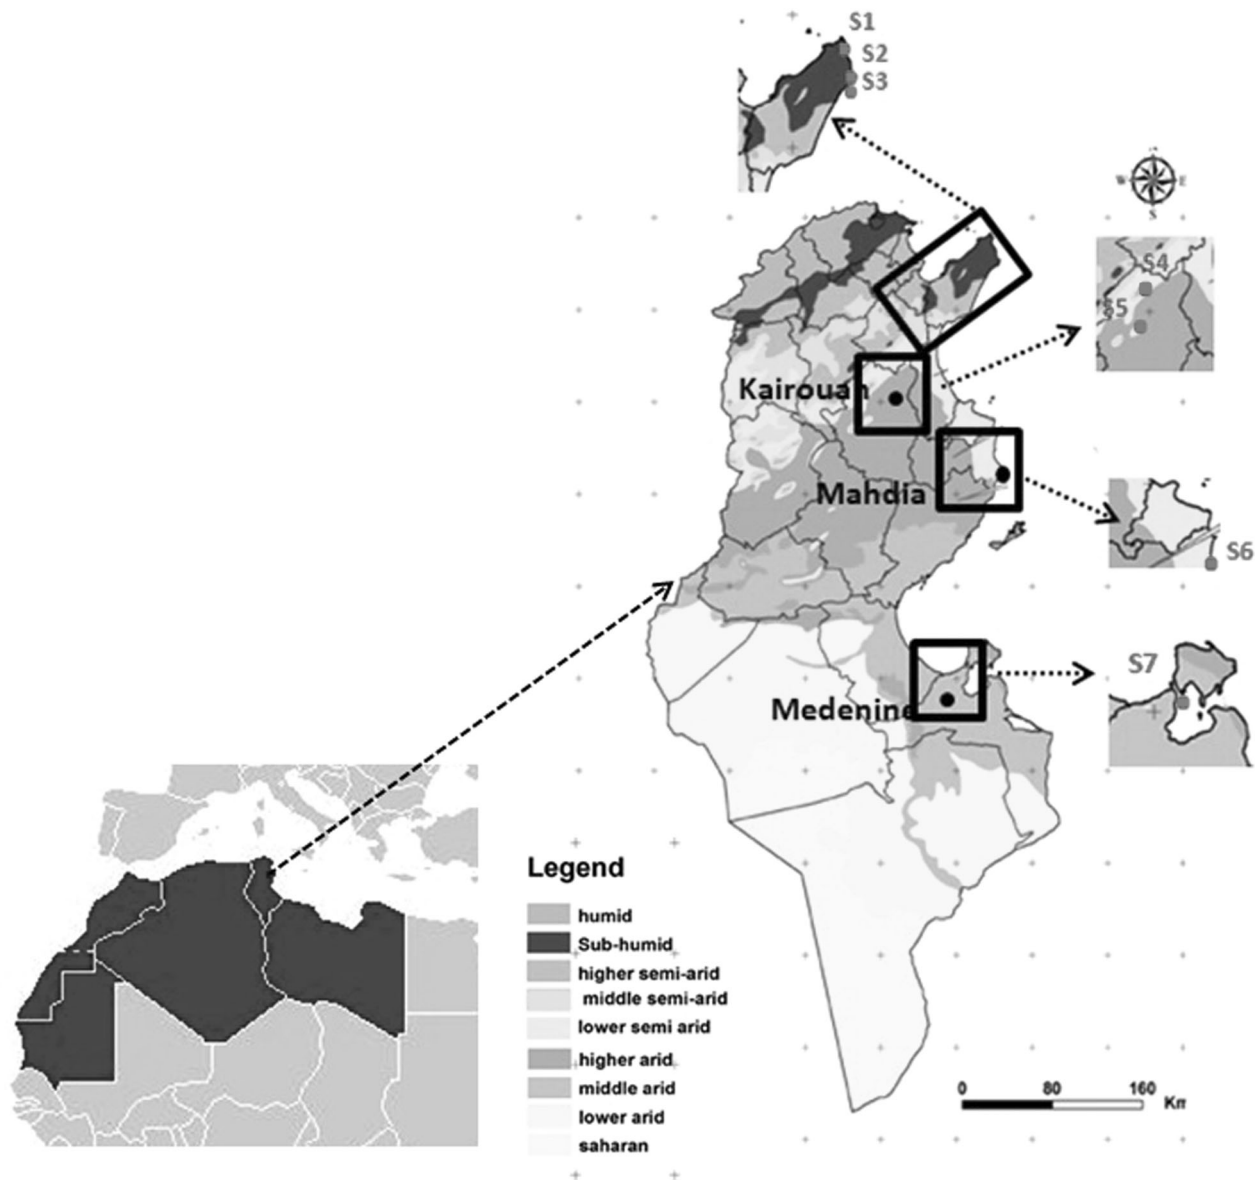 S1
S2
S3
W
E
S
S4
S5
Kairouan
Mahdia
S6
S7
Medenine
Legend
humid
Sub-humid
higher semi-arid
middle semi-arid
lower semi arid
higher arid
middle arid
lower arid
saharan
0 80 160
Km